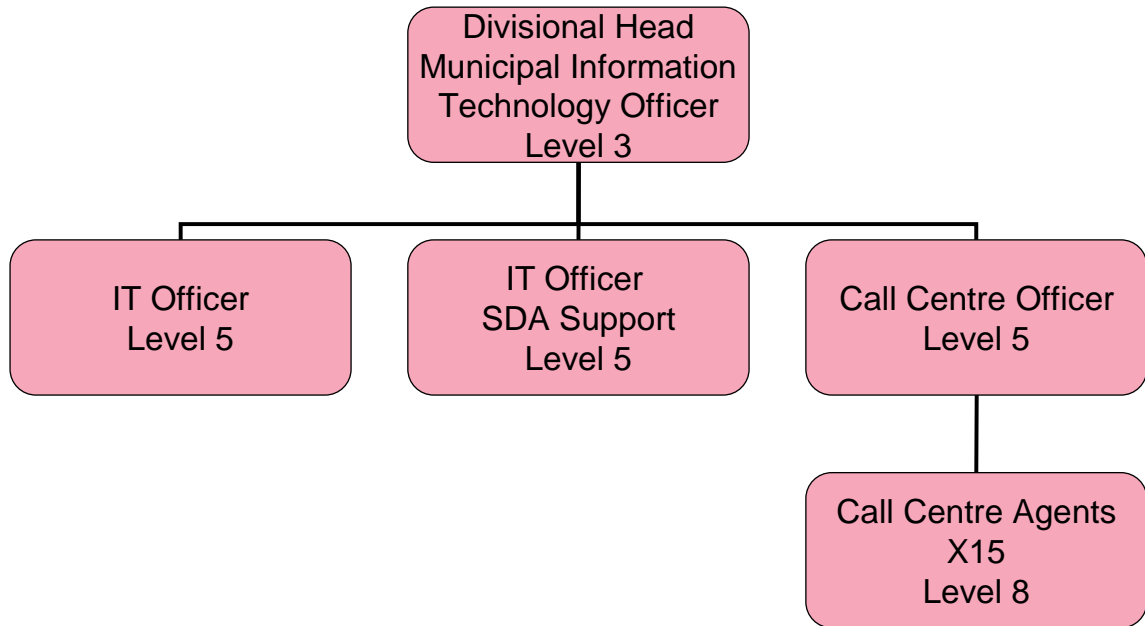 Divisional Head
Municipal Information
Technology Officer
Level 3
IT Officer
Level 5
IT Officer
SDA Support
Level 5
Call Centre Officer
Level 5
Call Centre Agents
X15
Level 8